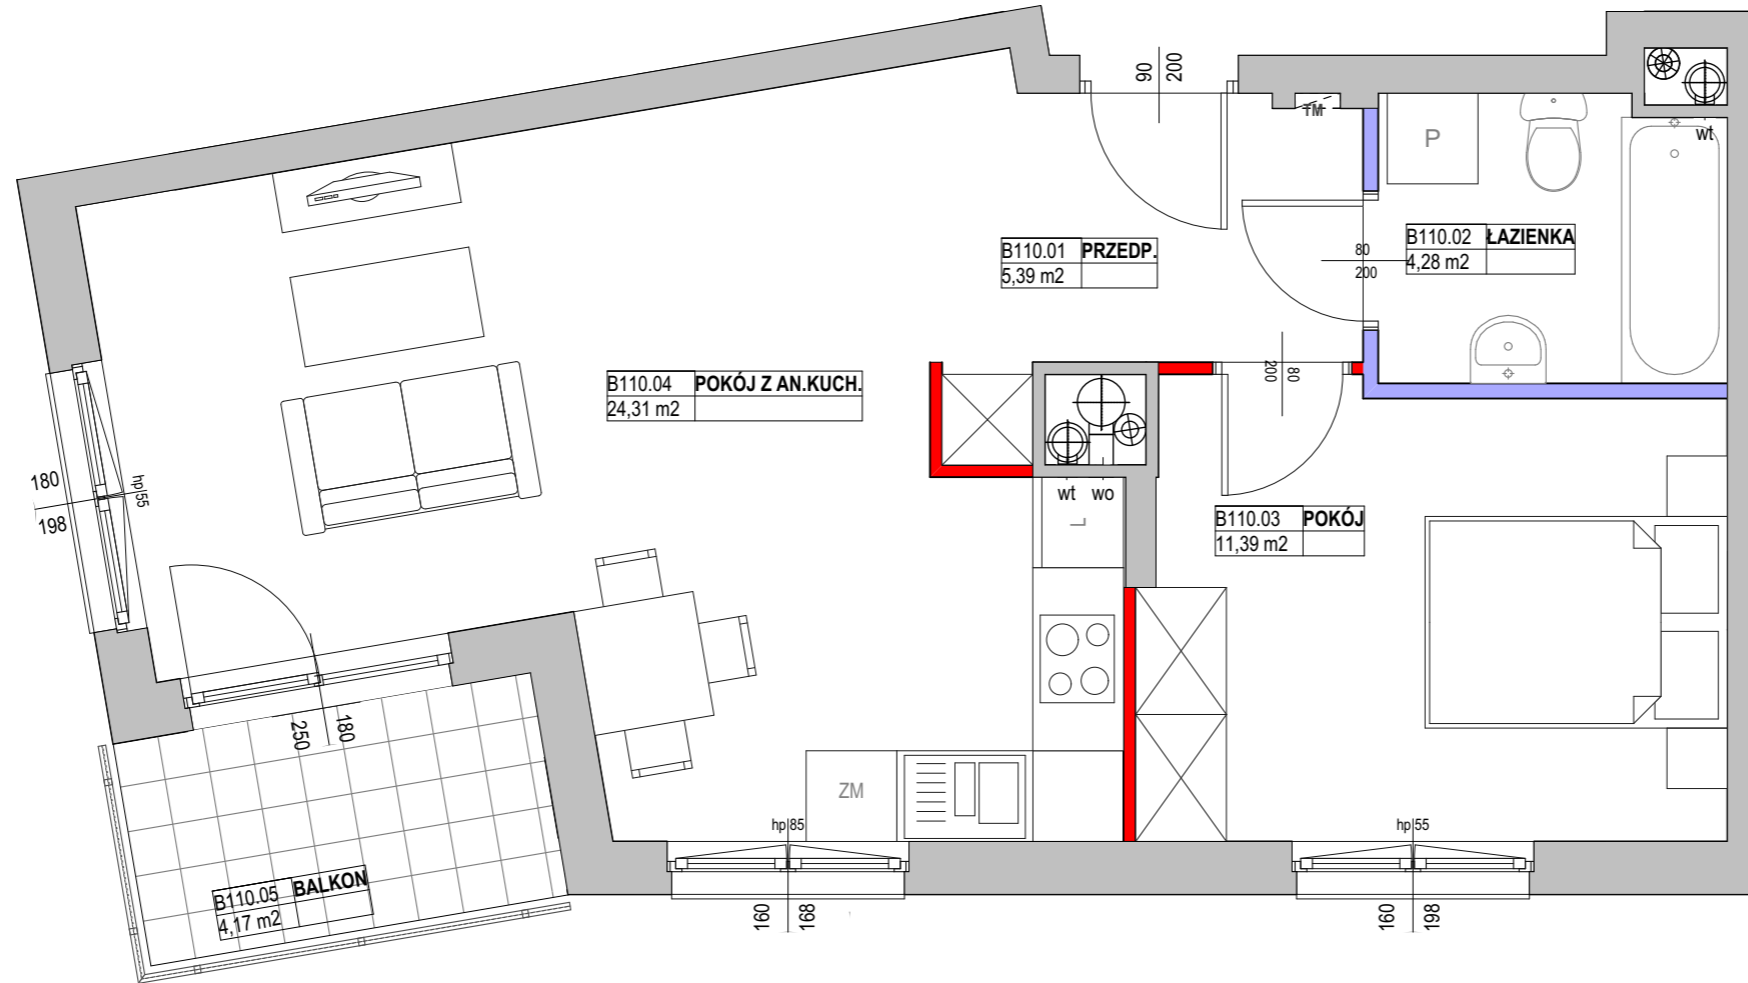 90
200
TM
P
wt
B110.01 PRZEDP.
5,39 m2
80
200
B110.02 ŁAZIENKA
4,28 m2
B110.04 POKÓJ Z AN.KUCH.
24,31 m2
80
200
180
198
hp|55
wt wo
L
B110.03 POKÓJ
11,39 m2
250
180
ZM
hp|85
hp|55
B110.05 BALKON
4,17 m2
160
168
160
198